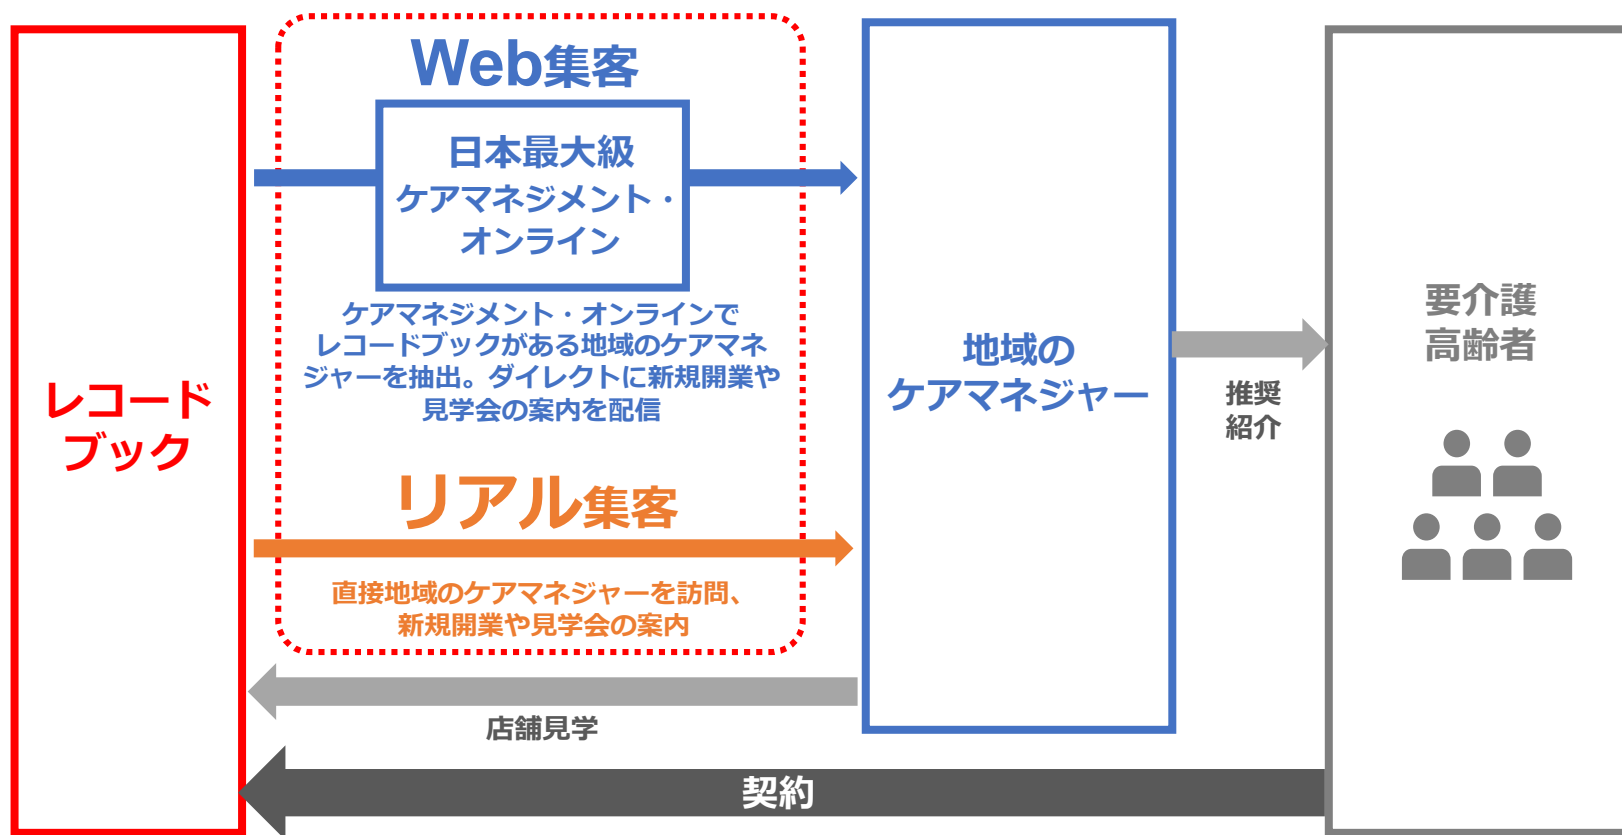 レコード
ブック
Web集客
日本最大級
ケアマネジメント・
オンライン
ケアマネジメント・オンラインで
レコードブックがある地域のケアマネ
ジャーを抽出。ダイレクトに新規開業や
見学会の案内を配信
リアル集客
直接地域のケアマネジャーを訪問、
新規開業や見学会の案内
地域の
ケアマネジャー
推奨
紹介
要介護
高齢者
店舗見学
契約